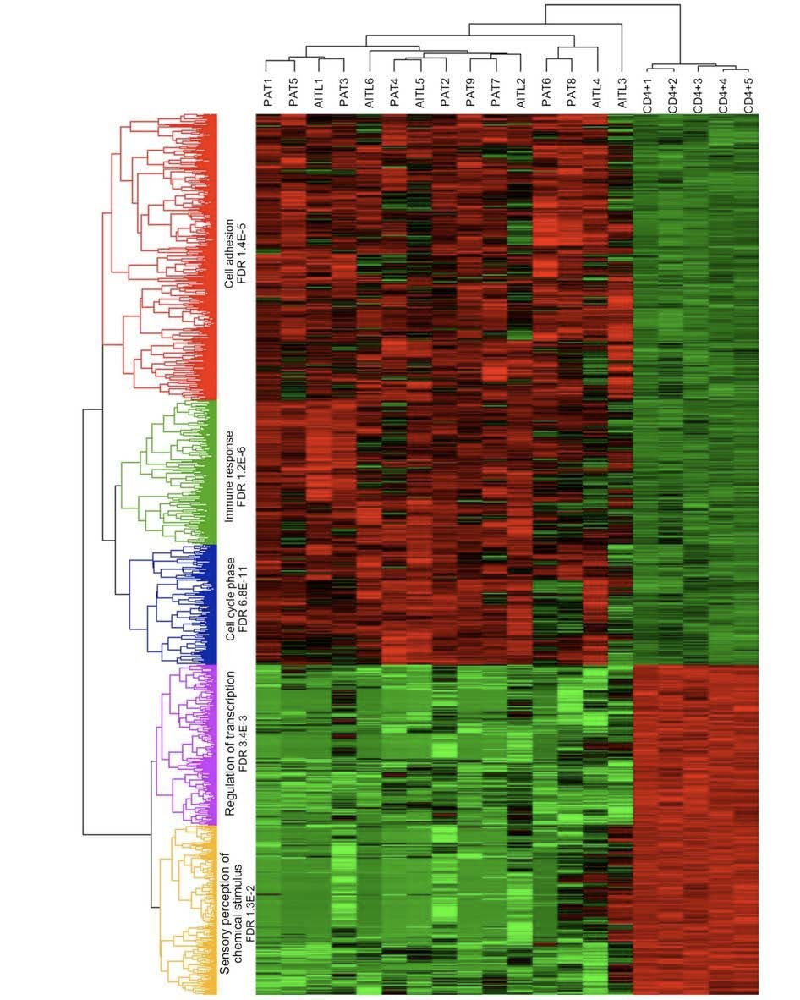 PAT1
PAT5
AITL1
PAT3
AITL6
PAT4
AITL5
PAT2
PAT9
PAT7
AITL2
PAT6
PAT8
AITL4
AITL3
CD4+1
CD4+2
CD4+3
CD4+4
CD4+5
Cell adhesion
FDR 1.4E-5
Immune response
FDR 1.2E-6
Cell cycle phase
FDR 6.8E-11
Regulation of transcription
FDR 3.4E-3
Sensory perception of
chemical stimulus
FDR 1.3E-2